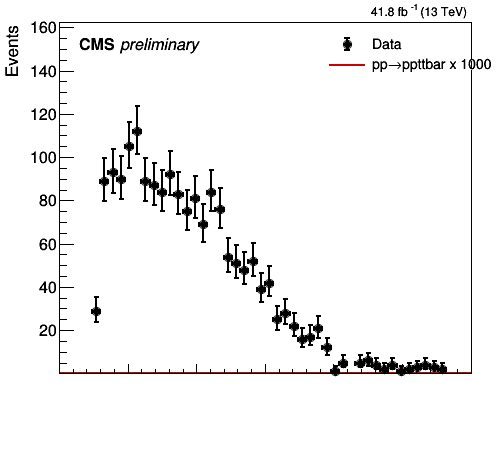 41.8 fb⁻¹ (13 TeV)
Events
CMS preliminary
Data
pp→ppttbar x 1000
160
140
120
100
80
60
40
20